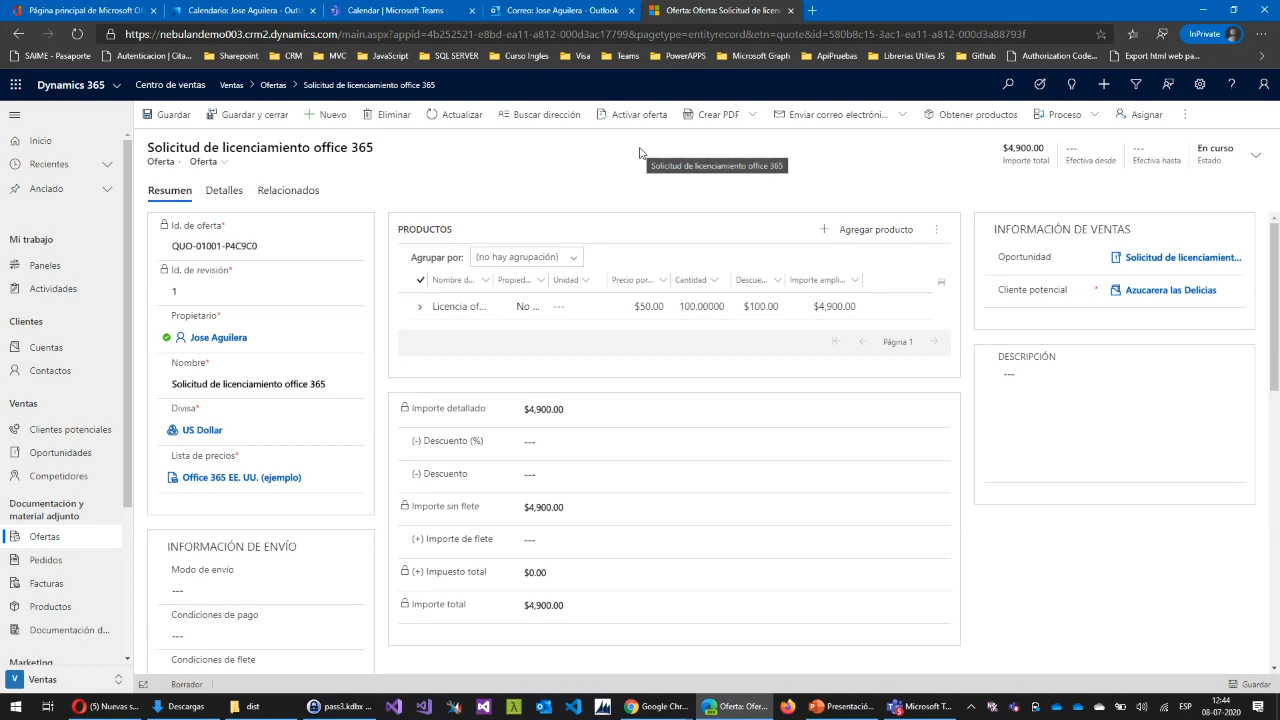 Página principal de Microsoft Of
Calendario: Jose Aguilera - Outl
Calendar | Microsoft Teams
Correo: Jose Aguilera - Outlook
Oferta: Oferta: Solicitud de licen
https://nebulandemo003.crm2.dynamics.com/main.aspx?appid=4b252521-e8bd-ea11-a812-000d3ac17799&pagetype=entityrecord&etn=quote&id=580b8c15-3ac1-ea11-a812-000d3a88793f
InPrivate
SAIME - Pasaporte
Autenticacion | Cita...
Sharepoint
CRM
MVC
JavaScript
SQL SERVER
Curso Ingles
Visa
Teams
PowerAPPS
Microsoft Graph
ApiPruebas
Librerias Utiles JS
Github
Authorization Code...
Export html web pa...
Dynamics 365
Centro de ventas
Ventas > Ofertas > Solicitud de licenciamiento office 365
Guardar
Guardar y cerrar
Nuevo
Eliminar
Actualizar
Buscar dirección
Activar oferta
Crear PDF
Enviar correo electróni...
Obtener productos
Proceso
Asignar
Inicio
Recientes
Anclado
Mi trabajo
Paneles
Actividades
Clientes
Cuentas
Contactos
Ventas
Clientes potenciales
Oportunidades
Competidores
Documentación y
material adjunto
Ofertas
Pedidos
Facturas
Productos
Documentación d...
Marketing
V Ventas
Solicitud de licenciamiento office 365
Oferta · Oferta
Solicitud de licenciamiento office 365
$4,900.00
Importe total
---
Efectiva desde
---
Efectiva hasta
En curso
Estado
Resumen
Detalles
Relacionados
Id. de oferta*
QUO-01001-P4C9C0
Id. de revisión*
1
Propietario*
Jose Aguilera
Nombre*
Solicitud de licenciamiento office 365
Divisa*
US Dollar
Lista de precios*
Office 365 EE. UU. (ejemplo)
INFORMACIÓN DE ENVÍO
Modo de envío
---
Condiciones de pago
---
Condiciones de flete
PRODUCTOS
+ Agregar producto
Agrupar por: (no hay agrupación)
Nombre d... Propied... Unidad Precio por... Cantidad Descue... Importe ampli...
Licencia of... No ... --- $50.00 100.00000 $100.00 $4,900.00
Página 1
Importe detallado $4,900.00
(-) Descuento (%) ---
(-) Descuento ---
Importe sin flete $4,900.00
(+) Importe de flete ---
(+) Impuesto total $0.00
Importe total $4,900.00
INFORMACIÓN DE VENTAS
Oportunidad Solicitud de licenciamient...
Cliente potencial * Azucarera las Delicias
DESCRIPCIÓN
---
Borrador
Guardar
(5) Nuevas s...
Descargas
dist
pass3.kdbx ...
Google Chr...
Oferta: Ofer...
Presentació...
Microsoft T...
ESP
12:44
08-07-2020